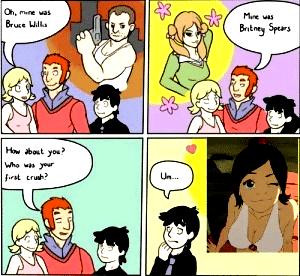 Oh, mine was
Bruce Willis
Mine was
Britney Spears
How about you?
Who was your
first crush?
Um...